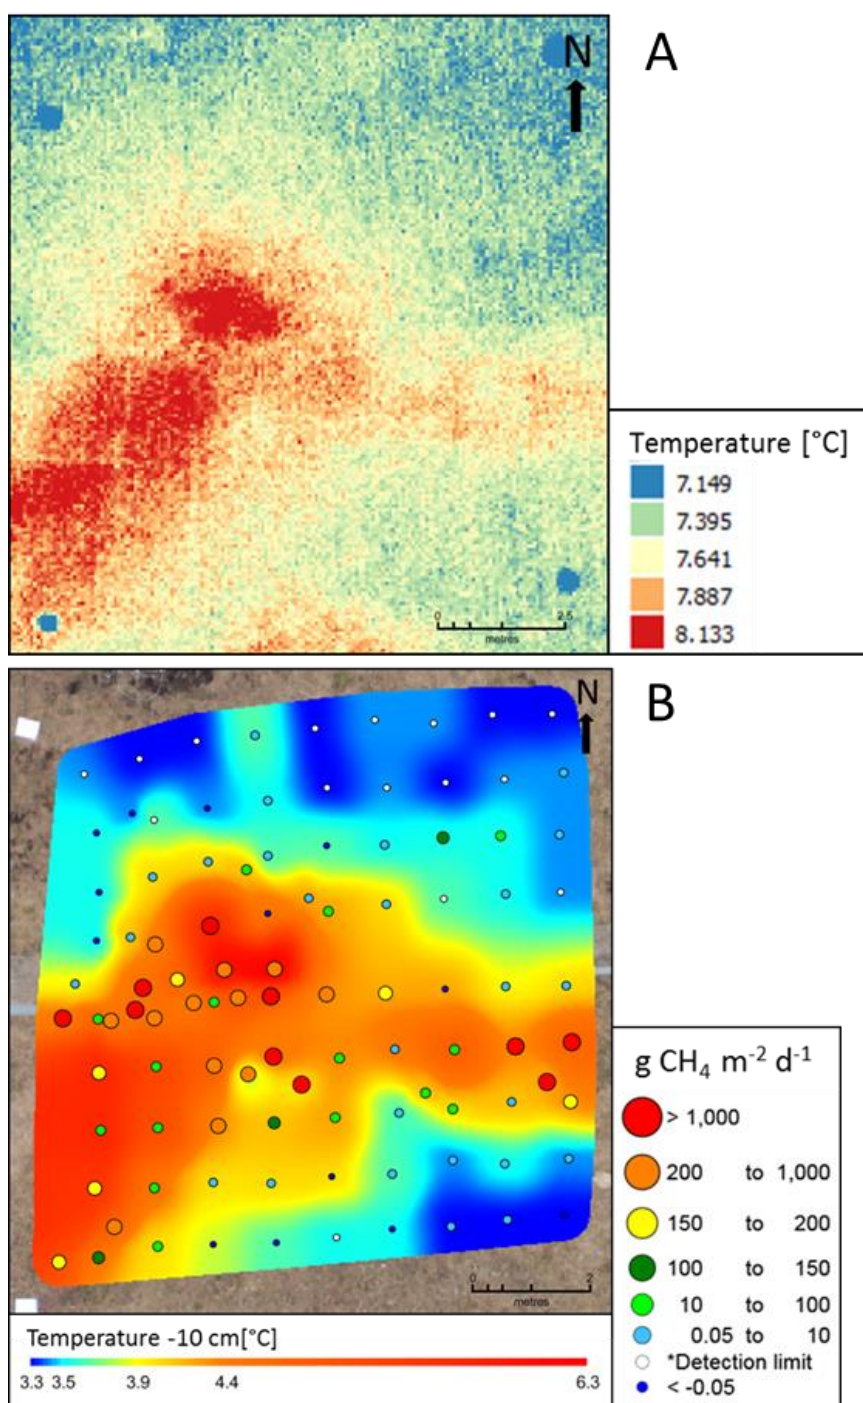 N
A
Temperature [°C]
7.149
7.395
7.641
7.887
8.133
0 2.5
metres
N
B
g CH₄ m⁻² d⁻¹
> 1,000
200 to 1,000
150 to 200
100 to 150
10 to 100
0.05 to 10
*Detection limit
< -0.05
0 2
metres
Temperature -10 cm[°C]
3.3 3.5 3.9 4.4 6.3